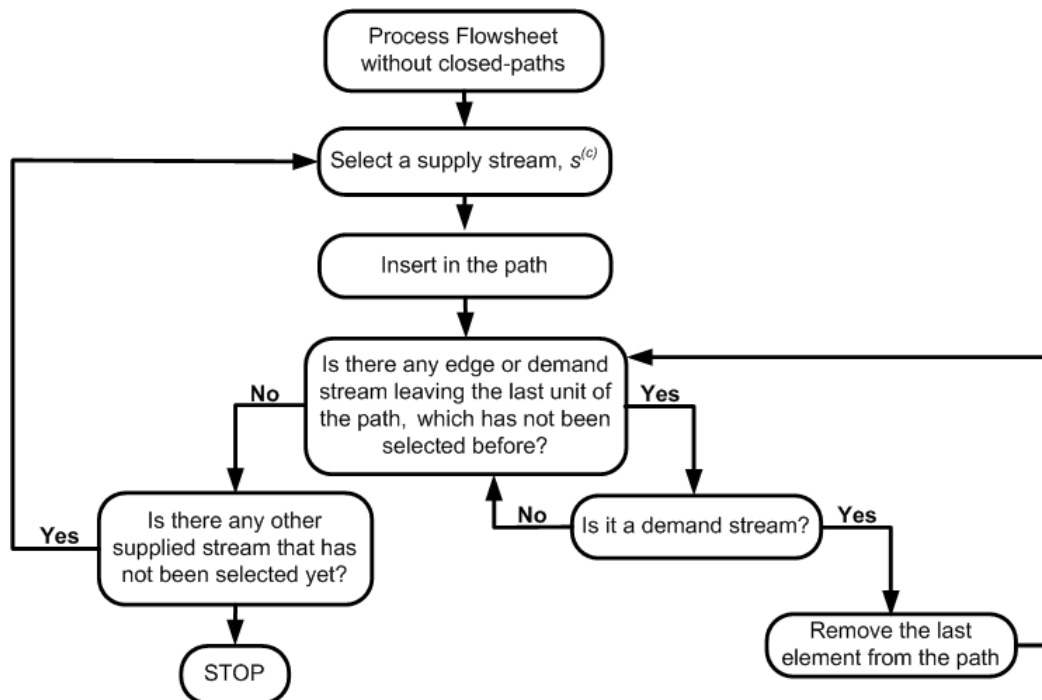 Process Flowsheet
without closed-paths
Select a supply stream, s^(c)
Insert in the path
Is there any edge or demand
stream leaving the last unit of
the path, which has not been
selected before?
No
Yes
Is there any other
supplied stream that has
not been selected yet?
Yes
No
Is it a demand stream?
Yes
Remove the last
element from the path
STOP